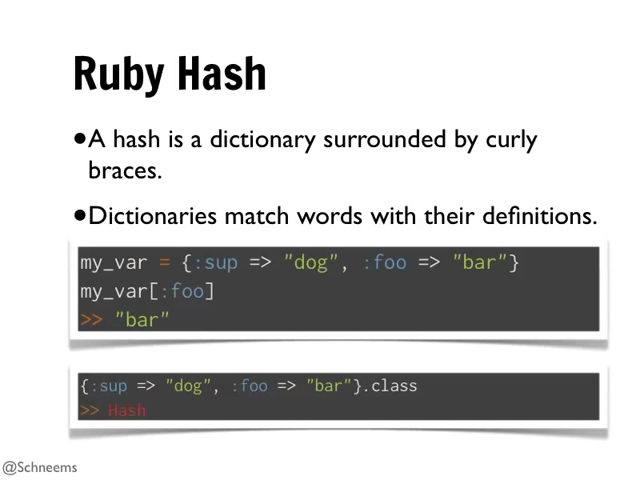 Ruby Hash
•A hash is a dictionary surrounded by curly
braces.
•Dictionaries match words with their definitions.
my_var = {:sup => "dog", :foo => "bar"}
my_var[:foo]
>> "bar"
{:sup => "dog", :foo => "bar"}.class
>> Hash
@Schneems